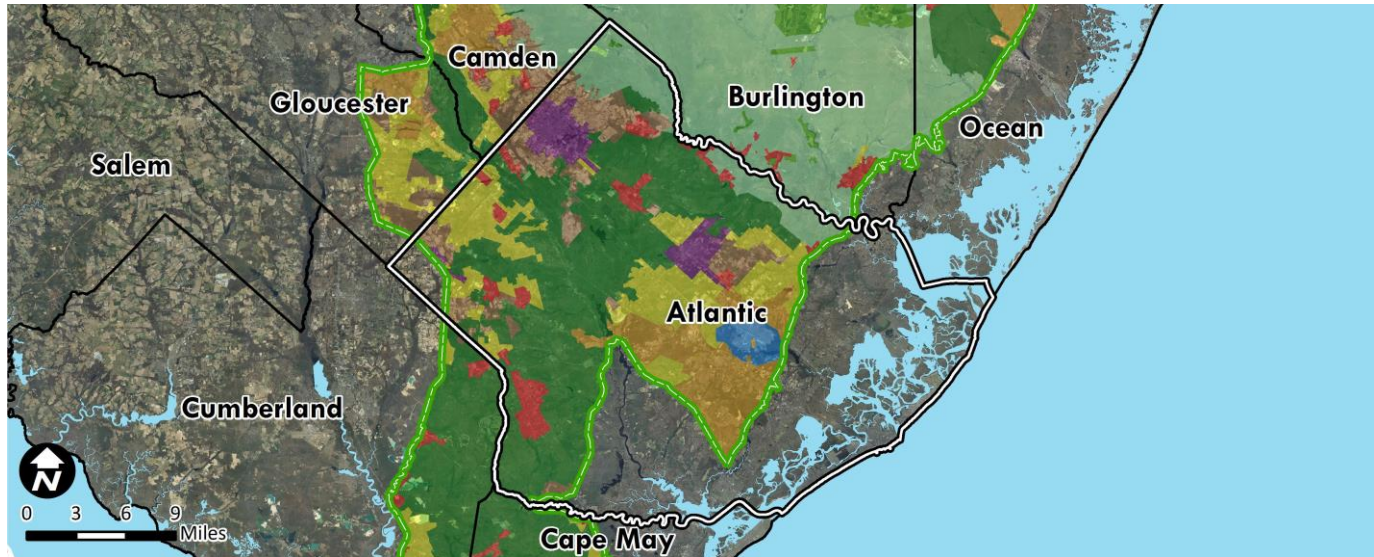 Camden
Burlington
Gloucester
Ocean
Salem
Atlantic
Cumberland
N
0 3 6 9
Miles
Cape May